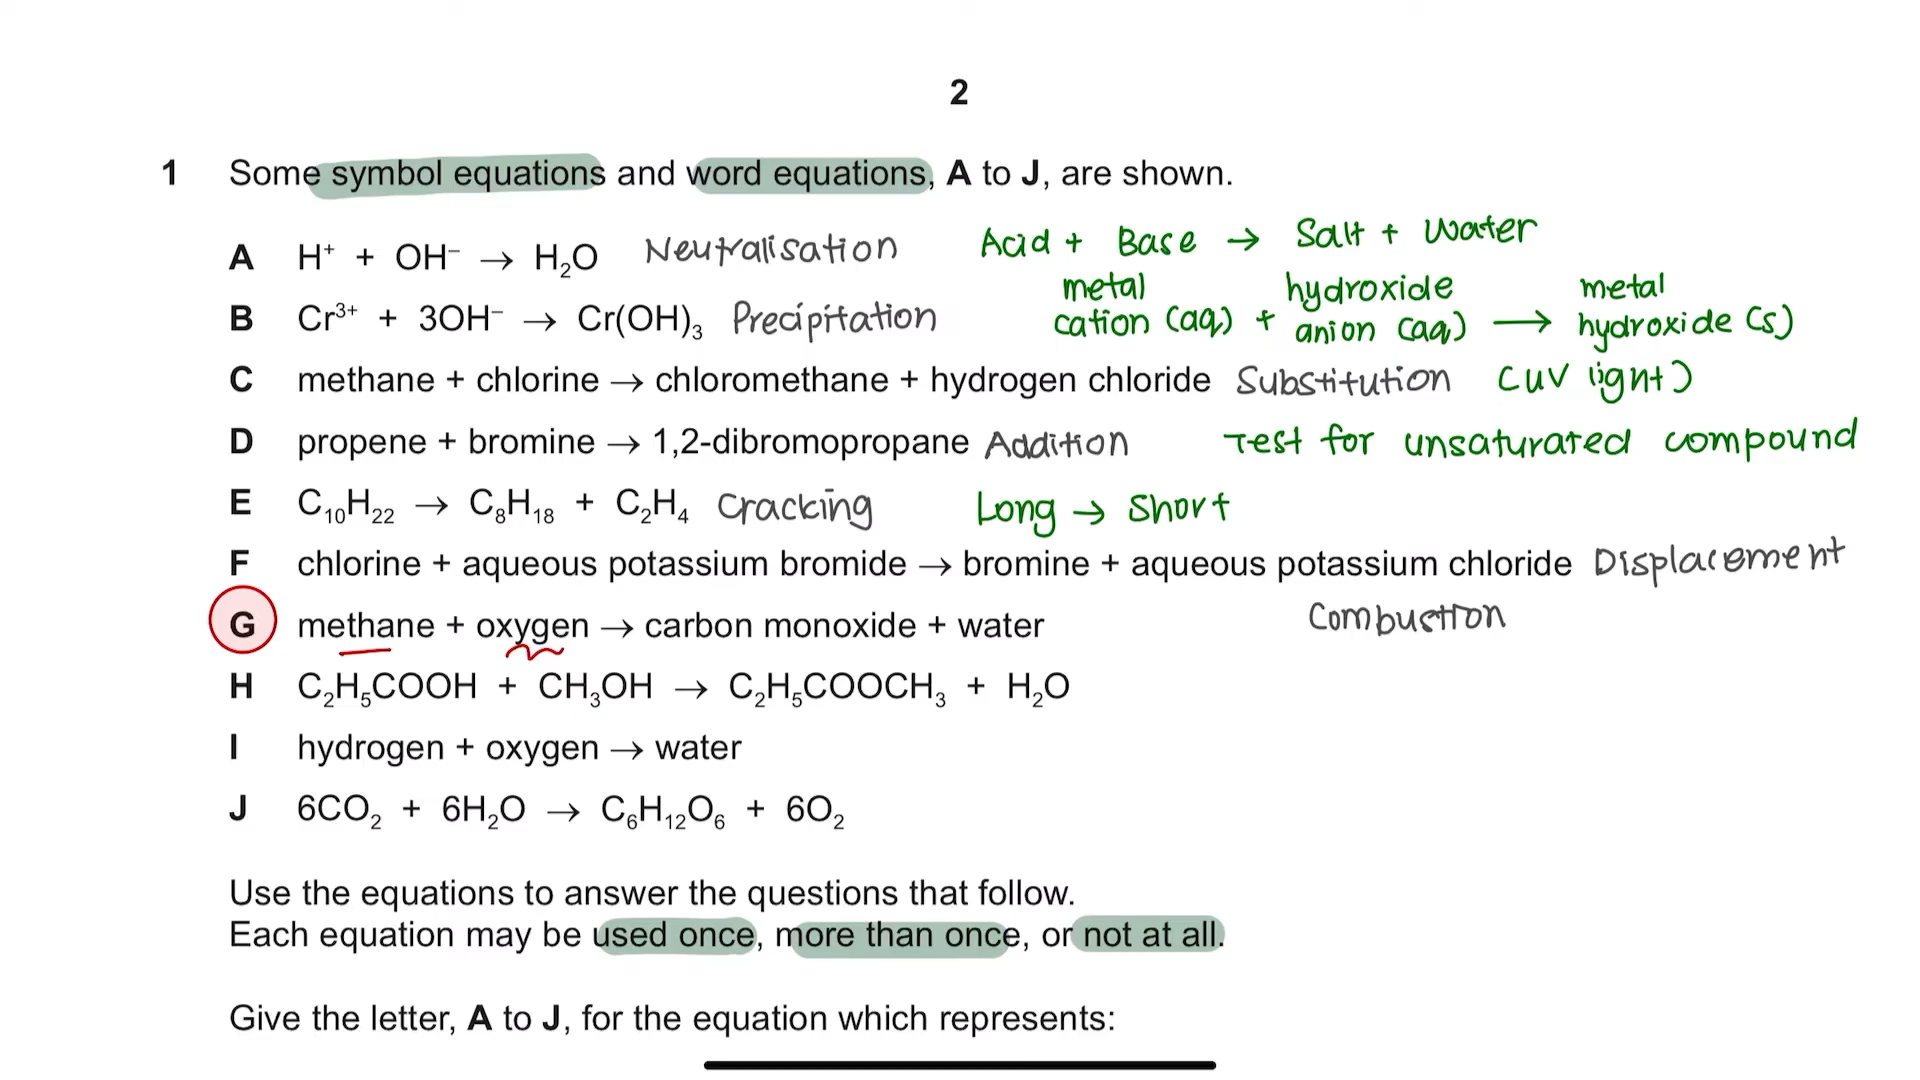 2
1 Some symbol equations and word equations, A to J, are shown.
A H⁺ + OH⁻ → H₂O Neutralisation Acid + Base → Salt + Water
B Cr³⁺ + 3OH⁻ → Cr(OH)₃ Precipitation metal cation (aq) + hydroxide anion (aq) → metal hydroxide (s)
C methane + chlorine → chloromethane + hydrogen chloride Substitution (UV light)
D propene + bromine → 1,2-dibromopropane Addition Test for unsaturated compound
E C₁₀H₂₂ → C₈H₁₈ + C₂H₄ Cracking Long → Short
F chlorine + aqueous potassium bromide → bromine + aqueous potassium chloride Displacement
G methane + oxygen → carbon monoxide + water Combustion
H C₂H₅COOH + CH₃OH → C₂H₅COOCH₃ + H₂O
I hydrogen + oxygen → water
J 6CO₂ + 6H₂O → C₆H₁₂O₆ + 6O₂
Use the equations to answer the questions that follow.
Each equation may be used once, more than once, or not at all.
Give the letter, A to J, for the equation which represents: